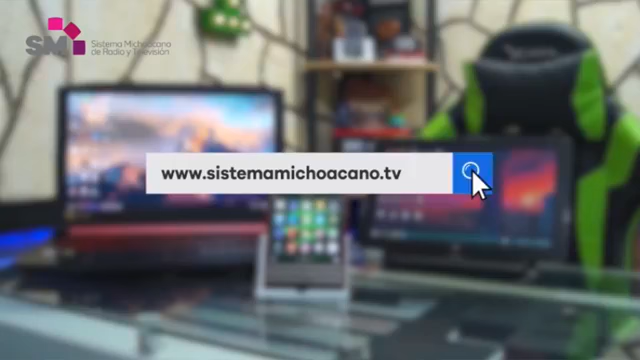 SM
Sistema Michoacano
de Radio y Televisión
www.sistemamichoacano.tv